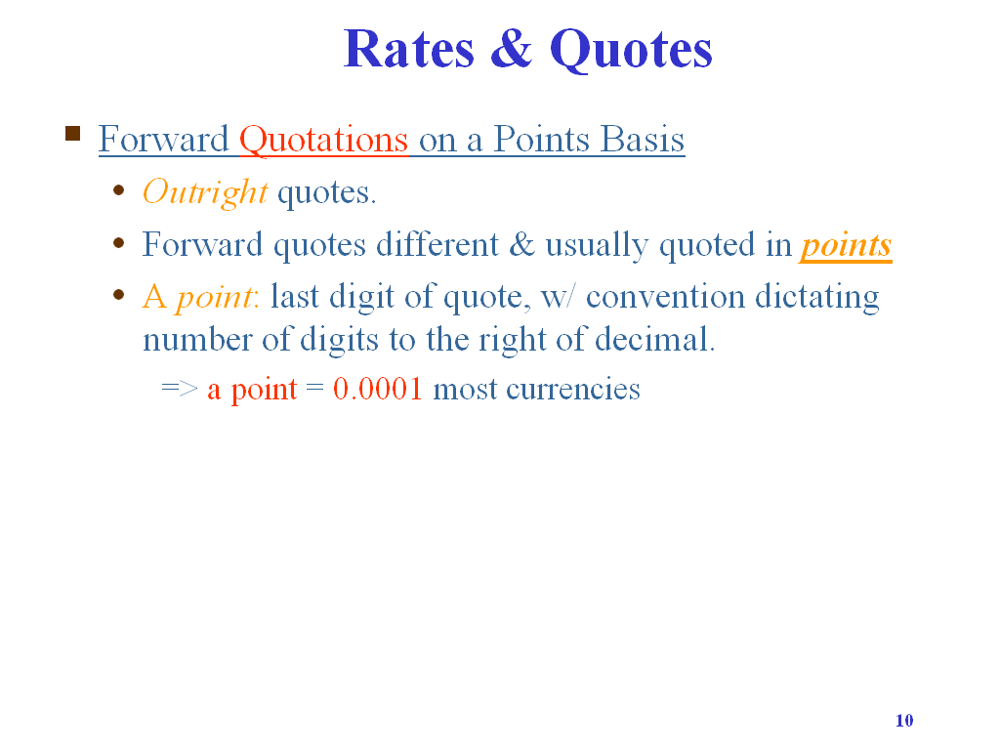 Rates & Quotes
Forward Quotations on a Points Basis
Outright quotes.
Forward quotes different & usually quoted in points
A point: last digit of quote, w/ convention dictating
number of digits to the right of decimal.
=> a point = 0.0001 most currencies
10